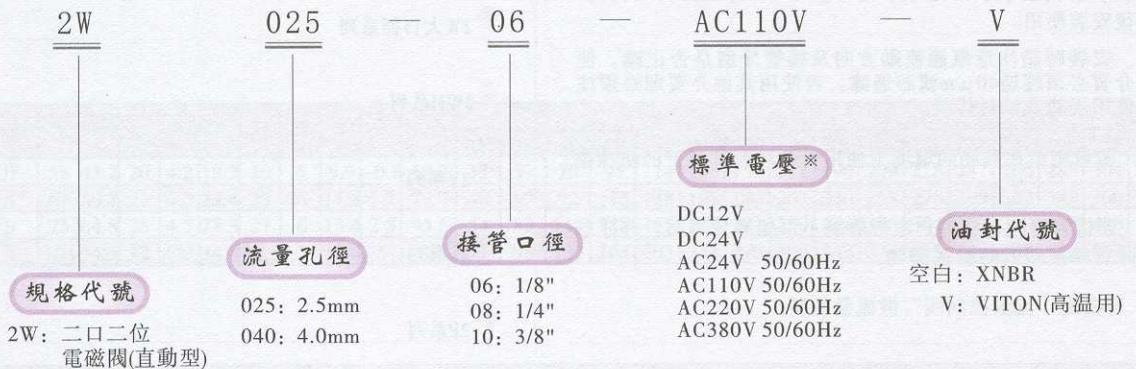 2W 025 06 — AC110V — V
規格代號
2W: 二口二位
電磁閥(直動型)
流量孔徑
025: 2.5mm
040: 4.0mm
接管口徑
06: 1/8"
08: 1/4"
10: 3/8"
標準電壓※
DC12V
DC24V
AC24V 50/60Hz
AC110V 50/60Hz
AC220V 50/60Hz
AC380V 50/60Hz
油封代號
空白: XNBR
V: VITON(高温用)